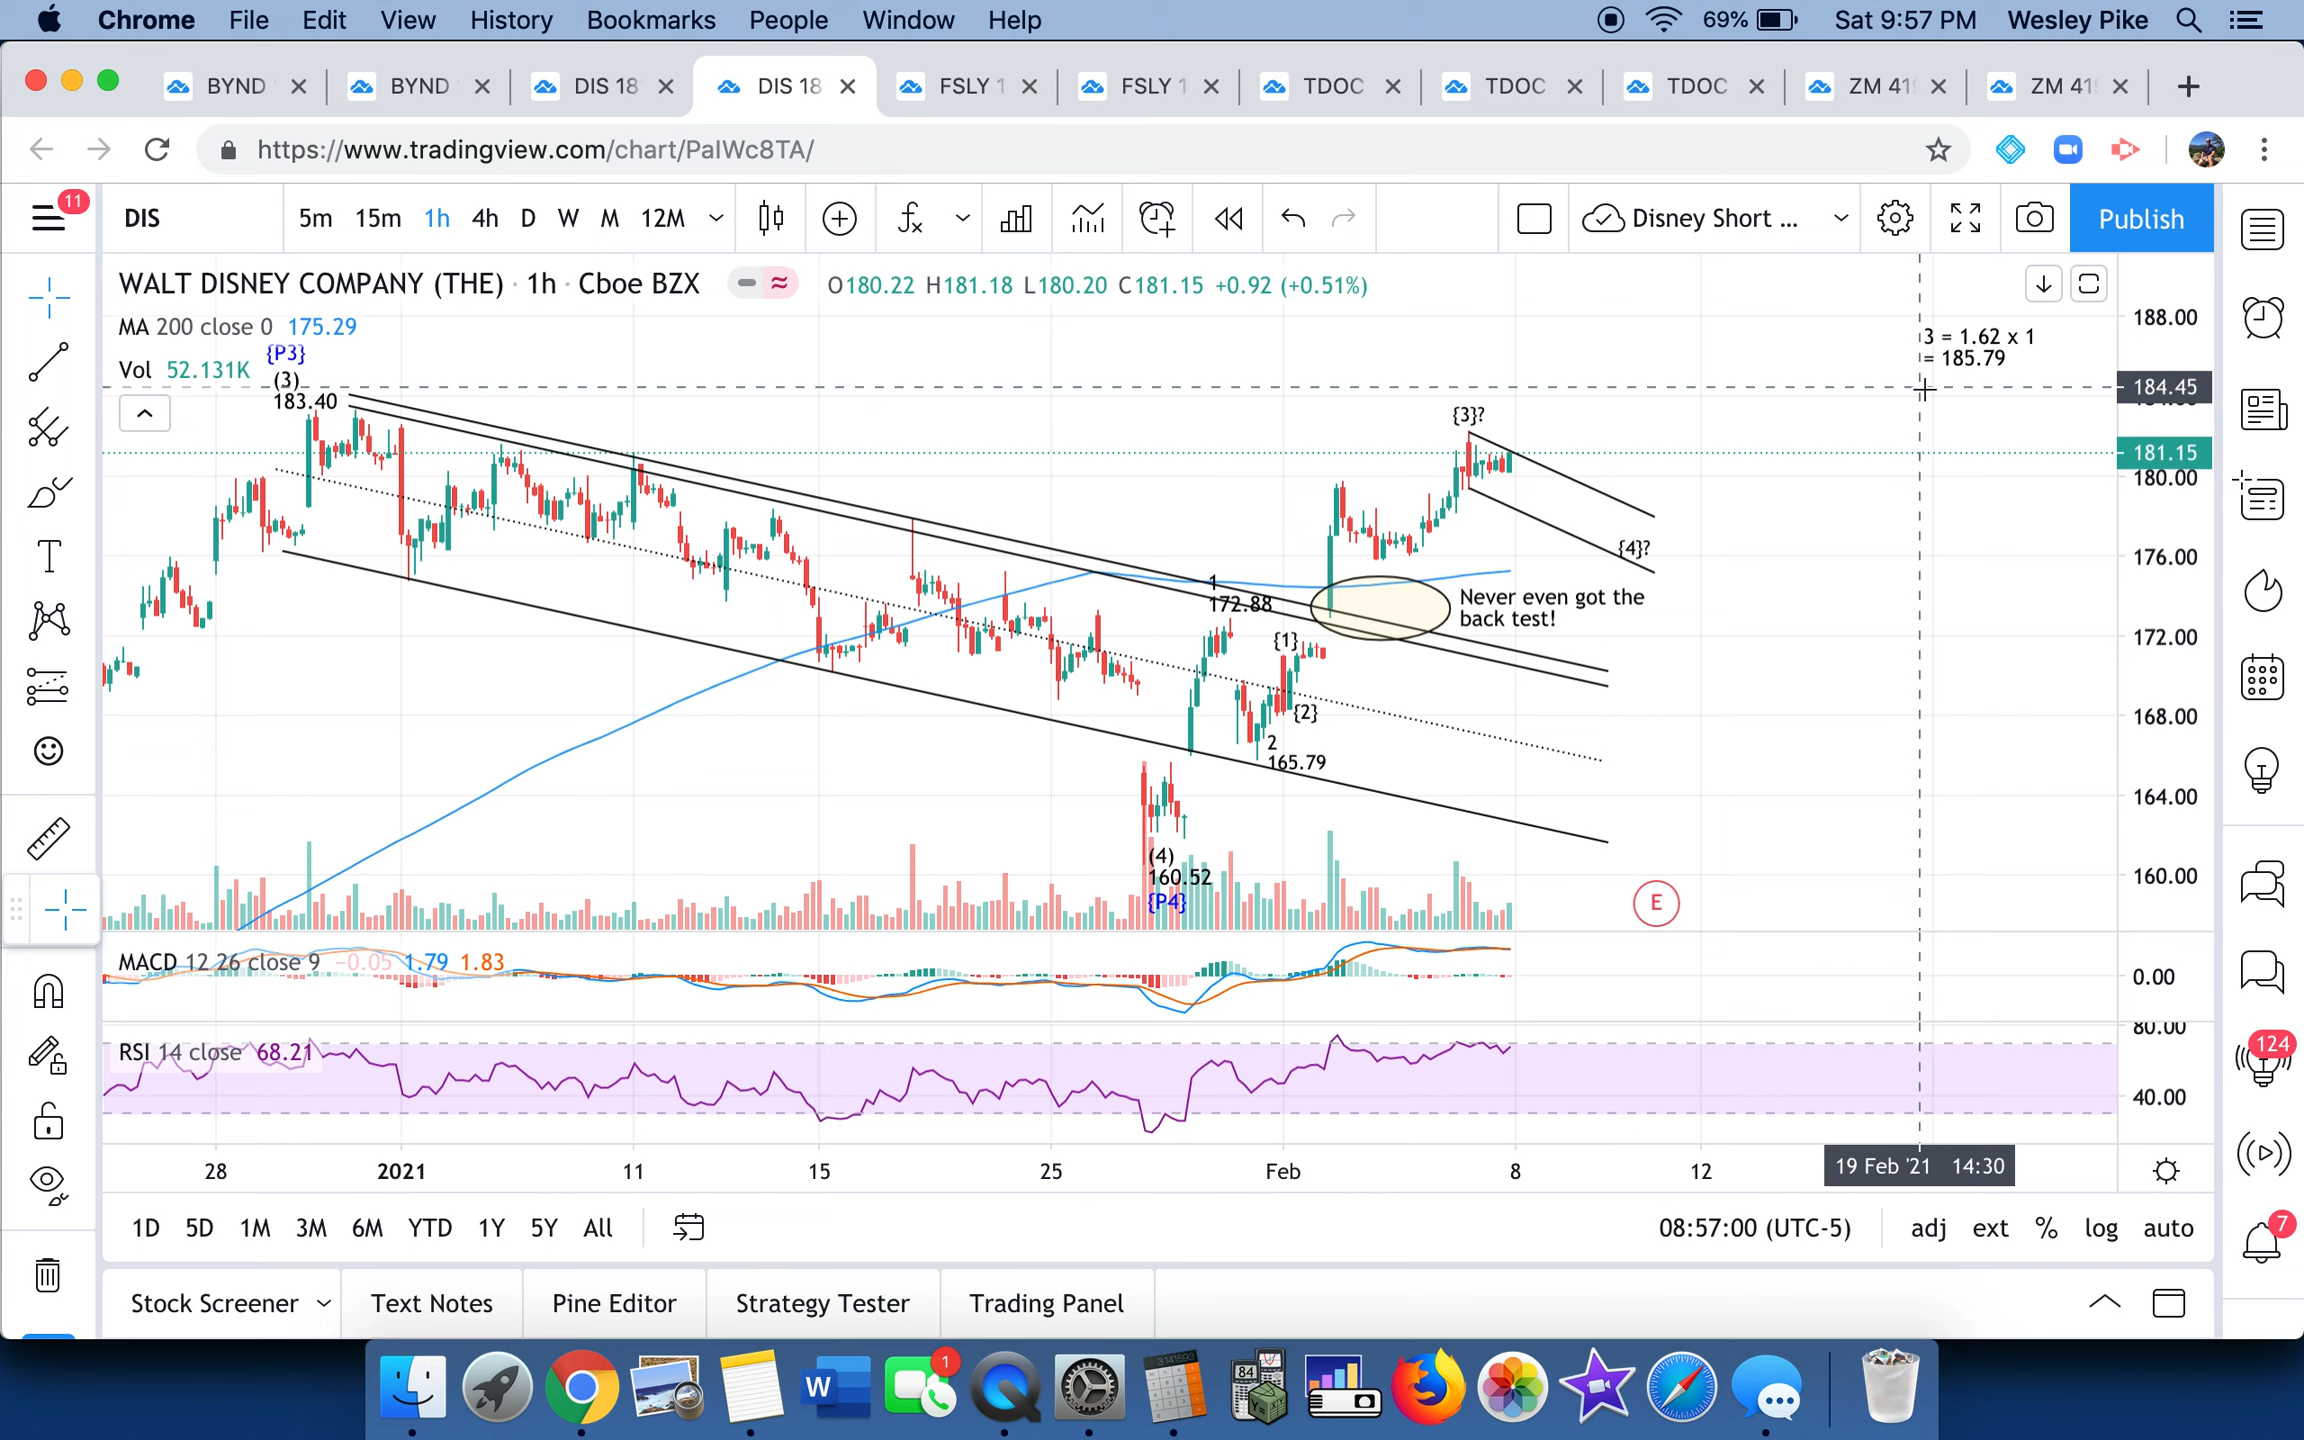 Chrome File Edit View History Bookmarks People Window Help 69% Sat 9:57 PM Wesley Pike
BYND BYND DIS 18 DIS 18 FSLY 1 FSLY 1 TDOC TDOC TDOC ZM 41 ZM 41
https://www.tradingview.com/chart/PaIWc8TA/
11
DIS 5m 15m 1h 4h D W M 12M Disney Short ... Publish
WALT DISNEY COMPANY (THE) · 1h · Cboe BZX O180.22 H181.18 L180.20 C181.15 +0.92 (+0.51%)
MA 200 close 0 175.29
Vol 52.131K
{P3}
(3)
183.40
188.00
3 = 1.62 x 1
= 185.79
184.45
{3}?
181.15
180.00
{4}?
176.00
1
172.88
Never even got the
back test!
{1}
172.00
{2}
168.00
2
165.79
164.00
(4)
160.52
{P4}
160.00
E
MACD 12 26 close 9 −0.05 1.79 1.83
0.00
80.00
RSI 14 close 68.21
40.00
28 2021 11 15 25 Feb 8 12 19 Feb '21 14:30
1D 5D 1M 3M 6M YTD 1Y 5Y All 08:57:00 (UTC-5) adj ext % log auto
Stock Screener Text Notes Pine Editor Strategy Tester Trading Panel
124
7
1
W
84